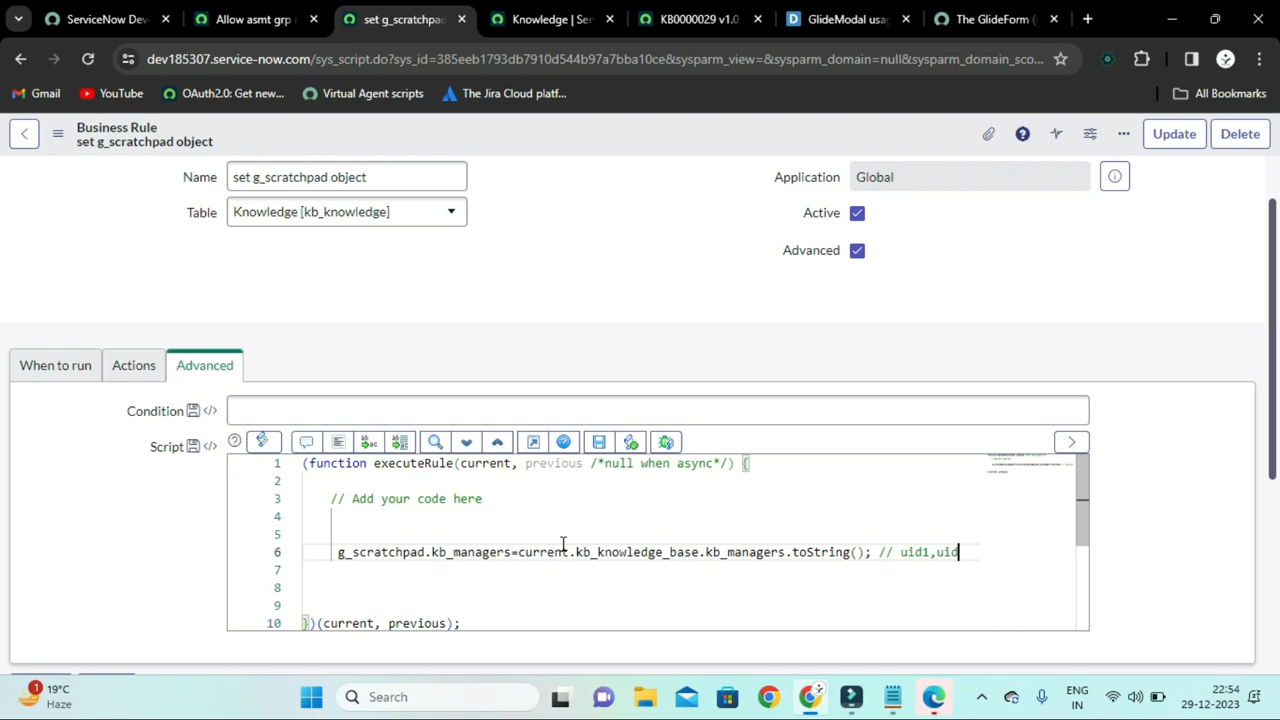 ServiceNow Dev
Allow asmt grp r
set g_scratchpad
Knowledge | Ser
KB0000029 v1.0
GlideModal usag
The GlideForm (g
dev185307.service-now.com/sys_script.do?sys_id=385eeb1793db7910d544b97a7bba10ce&sysparm_view=&sysparm_domain=null&sysparm_domain_sco...
Gmail
YouTube
OAuth2.0: Get new...
Virtual Agent scripts
The Jira Cloud platf...
All Bookmarks
Business Rule
set g_scratchpad object
Update
Delete
Name
set g_scratchpad object
Application
Global
Table
Knowledge [kb_knowledge]
Active
Advanced
When to run
Actions
Advanced
Condition
Script
1 (function executeRule(current, previous /*null when async*/) {
2
3 // Add your code here
4
5
6 g_scratchpad.kb_managers=current.kb_knowledge_base.kb_managers.toString(); // uid1,uid
7
8
9
10 })(current, previous);
1
19°C
Haze
Search
ENG
IN
22:54
29-12-2023